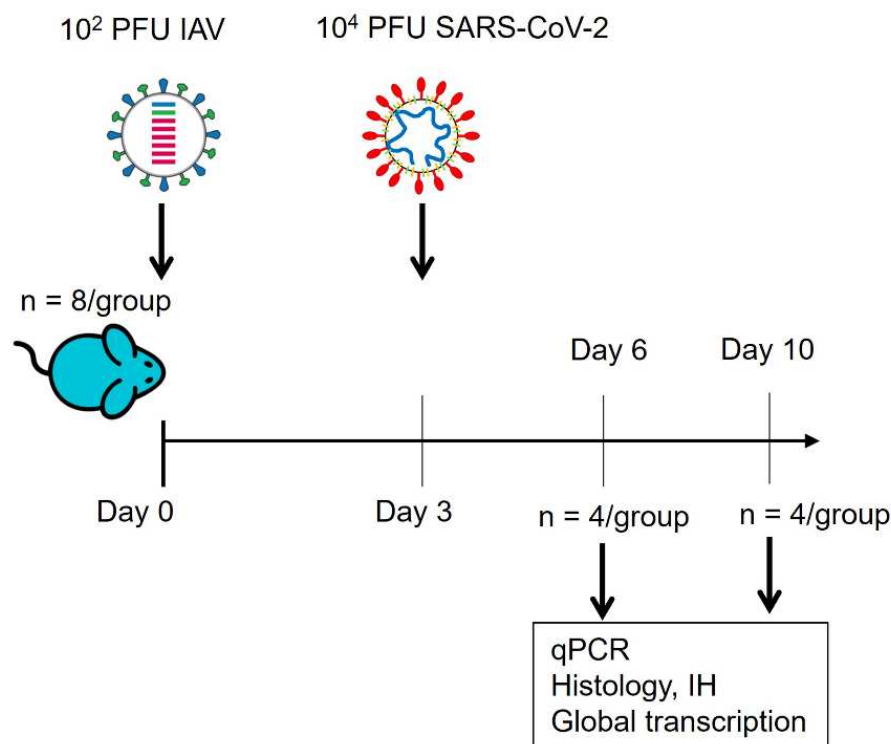 10² PFU IAV
10⁴ PFU SARS-CoV-2
n = 8/group
Day 6
Day 10
Day 0
Day 3
n = 4/group
n = 4/group
qPCR
Histology, IH
Global transcription